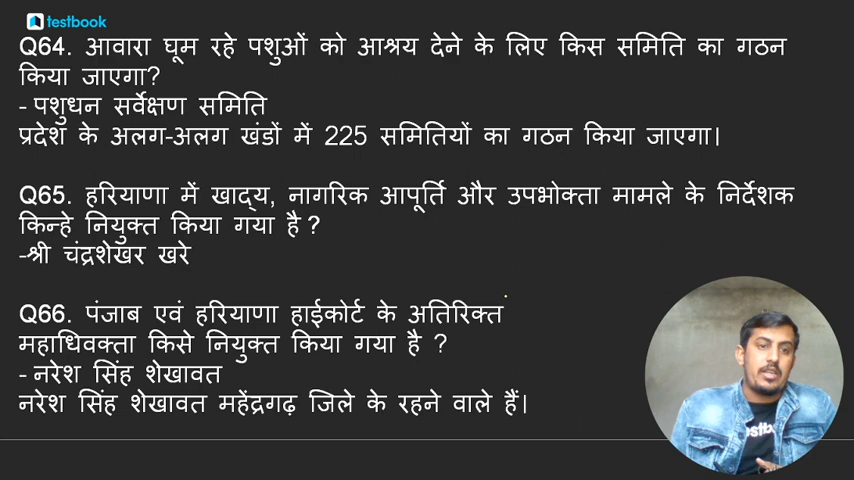 testbook
Q64. आवारा घूम रहे पशुओं को आश्रय देने के लिए किस समिति का गठन
किया जाएगा?
- पशुधन सर्वेक्षण समिति
प्रदेश के अलग-अलग खंडों में 225 समितियों का गठन किया जाएगा।
Q65. हरियाणा में खाद्य, नागरिक आपूर्ति और उपभोक्ता मामले के निर्देशक
किन्हे नियुक्त किया गया है ?
-श्री चंद्रशेखर खरे
Q66. पंजाब एवं हरियाणा हाईकोर्ट के अतिरिक्त
महाधिवक्ता किसे नियुक्त किया गया है ?
- नरेश सिंह शेखावत
नरेश सिंह शेखावत महेंद्रगढ़ जिले के रहने वाले हैं।